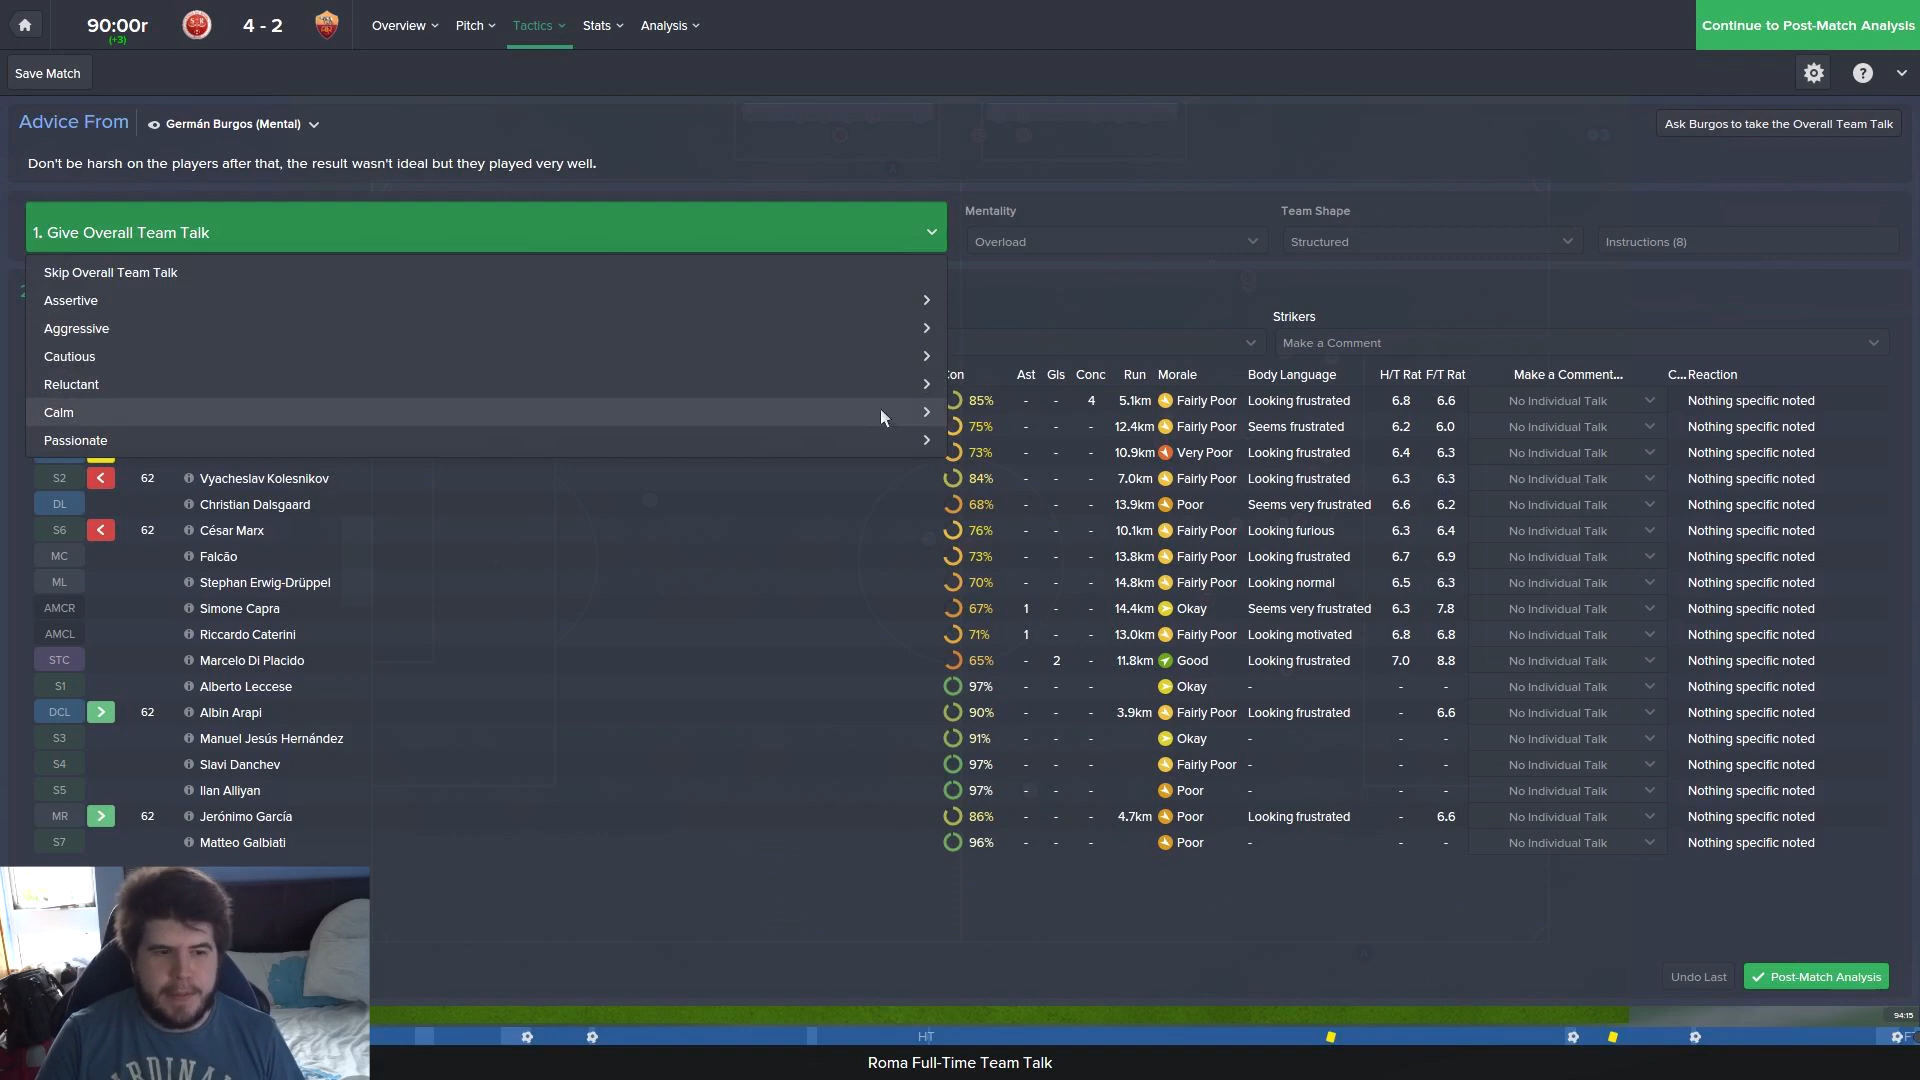 90:00r
(+3)
4 - 2
Overview
Pitch
Tactics
Stats
Analysis
Continue to Post-Match Analysis
Save Match
Advice From
Germán Burgos (Mental)
Ask Burgos to take the Overall Team Talk
Don't be harsh on the players after that, the result wasn't ideal but they played very well.
1. Give Overall Team Talk
Mentality
Team Shape
Overload
Structured
Instructions (8)
Skip Overall Team Talk
Assertive
Aggressive
Cautious
Reluctant
Calm
Passionate
Strikers
Make a Comment
Ast Gls Conc Run Morale Body Language H/T Rat F/T Rat Make a Comment... C... Reaction
85% - - 4 5.1km Fairly Poor Looking frustrated 6.8 6.6 No Individual Talk Nothing specific noted
75% - - - 12.4km Fairly Poor Seems frustrated 6.2 6.0 No Individual Talk Nothing specific noted
73% - - - 10.9km Very Poor Looking frustrated 6.4 6.3 No Individual Talk Nothing specific noted
S2 62 Vyacheslav Kolesnikov 84% - - - 7.0km Fairly Poor Looking frustrated 6.3 6.3 No Individual Talk Nothing specific noted
DL Christian Dalsgaard 68% - - - 13.9km Poor Seems very frustrated 6.6 6.2 No Individual Talk Nothing specific noted
S6 62 César Marx 76% - - - 10.1km Fairly Poor Looking furious 6.3 6.4 No Individual Talk Nothing specific noted
MC Falcão 73% - - - 13.8km Fairly Poor Looking frustrated 6.7 6.9 No Individual Talk Nothing specific noted
ML Stephan Erwig-Drüppel 70% - - - 14.8km Fairly Poor Looking normal 6.5 6.3 No Individual Talk Nothing specific noted
AMCR Simone Capra 67% 1 - - 14.4km Okay Seems very frustrated 6.3 7.8 No Individual Talk Nothing specific noted
AMCL Riccardo Caterini 71% 1 - - 13.0km Fairly Poor Looking motivated 6.8 6.8 No Individual Talk Nothing specific noted
STC Marcelo Di Placido 65% - 2 - 11.8km Good Looking frustrated 7.0 8.8 No Individual Talk Nothing specific noted
S1 Alberto Leccese 97% - - - Okay - - - No Individual Talk Nothing specific noted
DCL 62 Albin Arapi 90% - - - 3.9km Fairly Poor Looking frustrated - 6.6 No Individual Talk Nothing specific noted
S3 Manuel Jesús Hernández 91% - - - Okay - - - No Individual Talk Nothing specific noted
S4 Slavi Danchev 97% - - - Fairly Poor - - - No Individual Talk Nothing specific noted
S5 Ilan Alliyan 97% - - - Poor - - - No Individual Talk Nothing specific noted
MR 62 Jerónimo García 86% - - - 4.7km Poor Looking frustrated - 6.6 No Individual Talk Nothing specific noted
S7 Matteo Galbiati 96% - - - Poor - - - No Individual Talk Nothing specific noted
Undo Last
Post-Match Analysis
94:15
HT
Roma Full-Time Team Talk